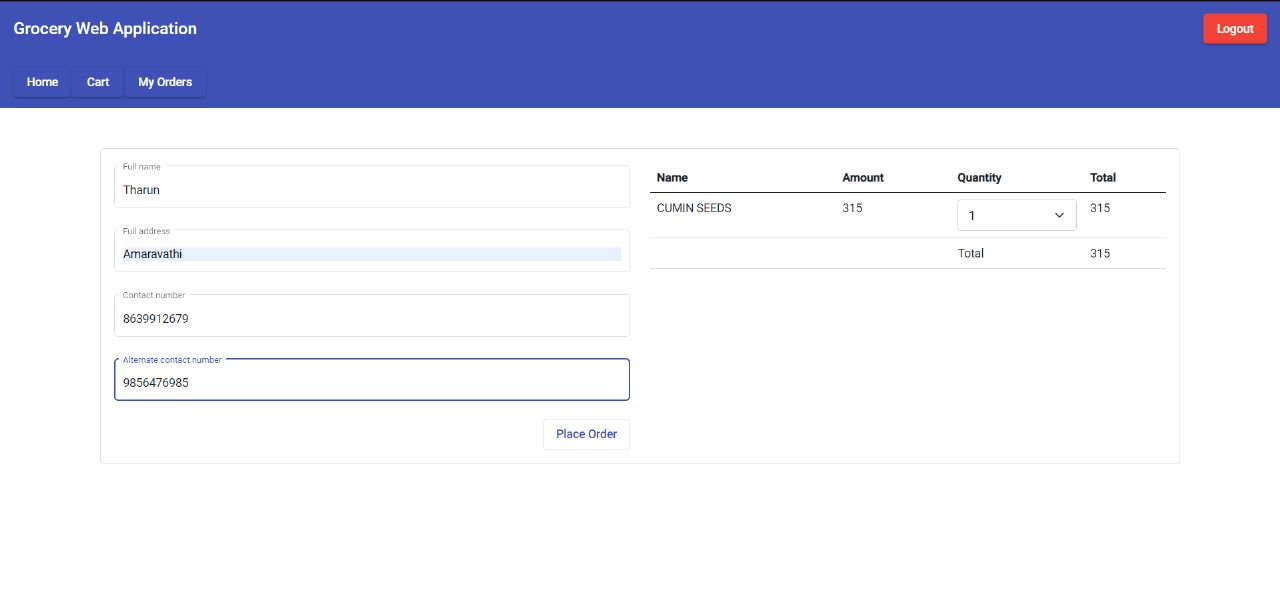 Grocery Web Application
Logout
Home Cart My Orders
Full name
Tharun
Full address
Amaravathi
Contact number
8639912679
Alternate contact number
9856476985
Place Order
Name Amount Quantity Total
CUMIN SEEDS 315 1 315
Total 315